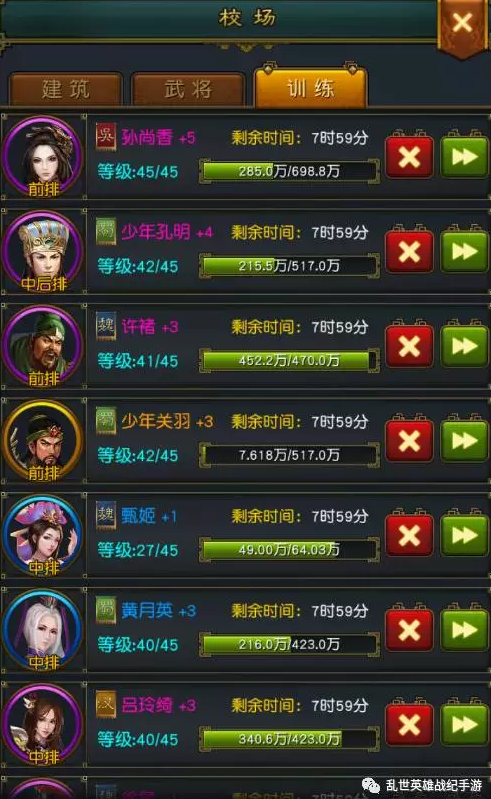 校场
建筑 武将 训练
吴 孙尚香 +5 剩余时间: 7时59分
前排 等级:45/45 285.0万/698.8万
蜀 少年孔明 +4 剩余时间: 7时59分
中后排 等级:42/45 215.5万/517.0万
魏 许褚 +3 剩余时间: 7时59分
前排 等级:41/45 452.2万/470.0万
蜀 少年关羽 +3 剩余时间: 7时59分
前排 等级:42/45 7.618万/517.0万
魏 甄姬 +1 剩余时间: 7时59分
中排 等级:27/45 49.00万/64.03万
蜀 黄月英 +3 剩余时间: 7时59分
中排 等级:40/45 216.0万/423.0万
汉 吕玲绮 +3 剩余时间: 7时59分
中排 等级:40/45 340.6万/423.0万
乱世英雄战纪手游